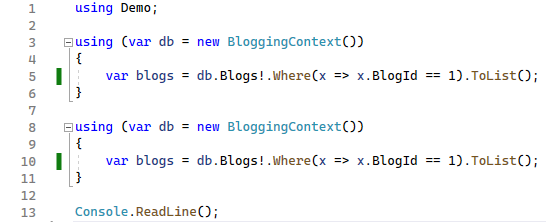 1 using Demo;
2
3 using (var db = new BloggingContext())
4 {
5 var blogs = db.Blogs!.Where(x => x.BlogId == 1).ToList();
6 }
7
8 using (var db = new BloggingContext())
9 {
10 var blogs = db.Blogs!.Where(x => x.BlogId == 1).ToList();
11 }
12
13 Console.ReadLine();